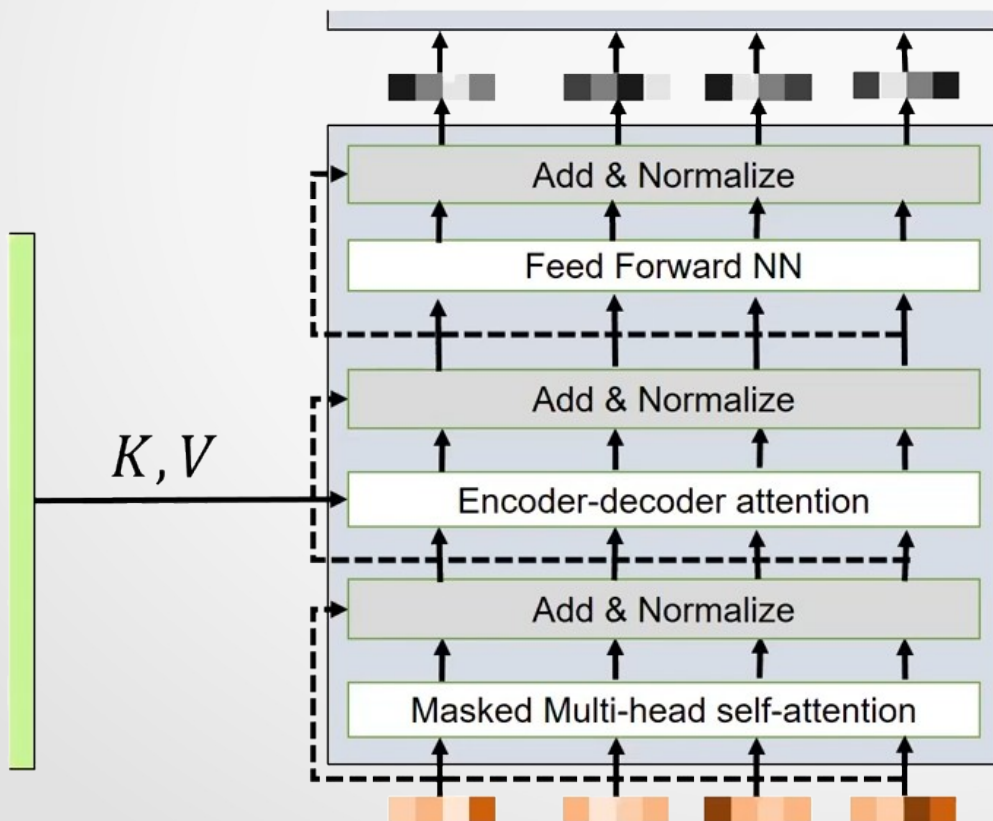 Add & Normalize
Feed Forward NN
Add & Normalize
K, V
Encoder-decoder attention
Add & Normalize
Masked Multi-head self-attention